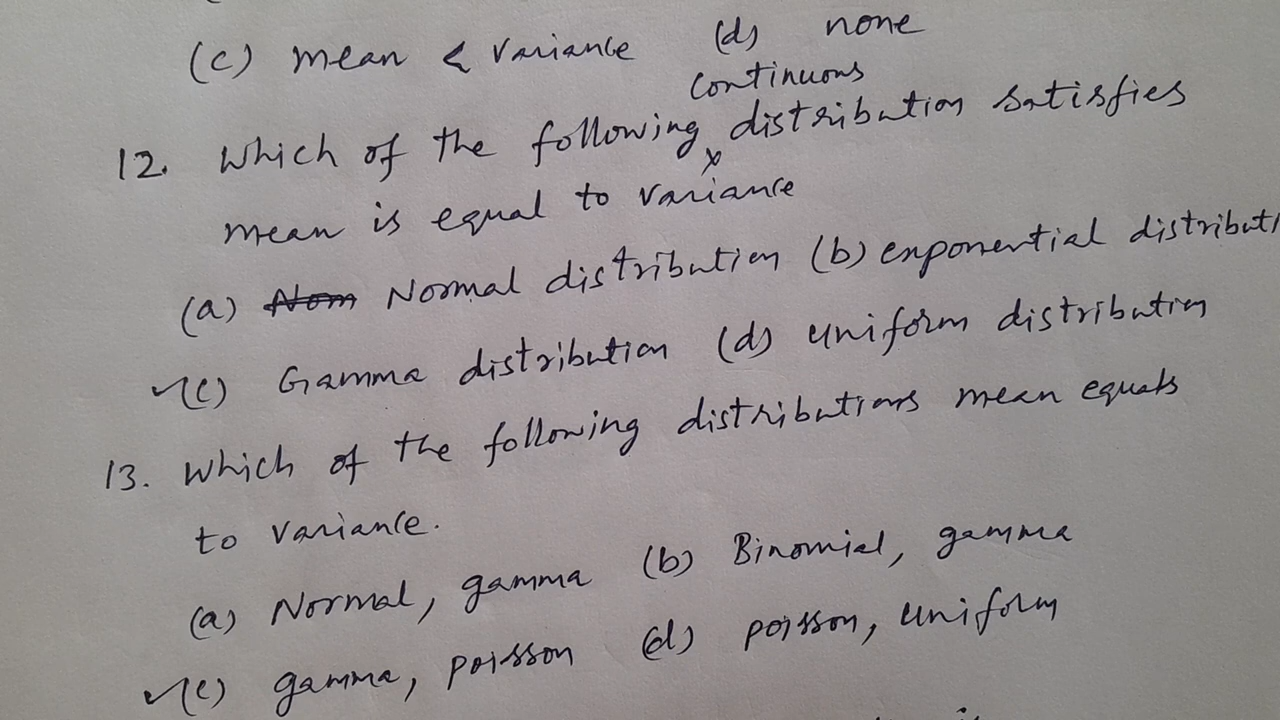 (c) mean & variance (d) none
continuous
12. Which of the following distribution satisfies
mean is equal to variance
(a) Normal distribution (b) exponential distributi
(c) Gamma distribution (d) uniform distribution
13. Which of the following distributions mean equals
to variance.
(a) Normal, gamma (b) Binomial, gamma
(c) gamma, poisson (d) poisson, uniform